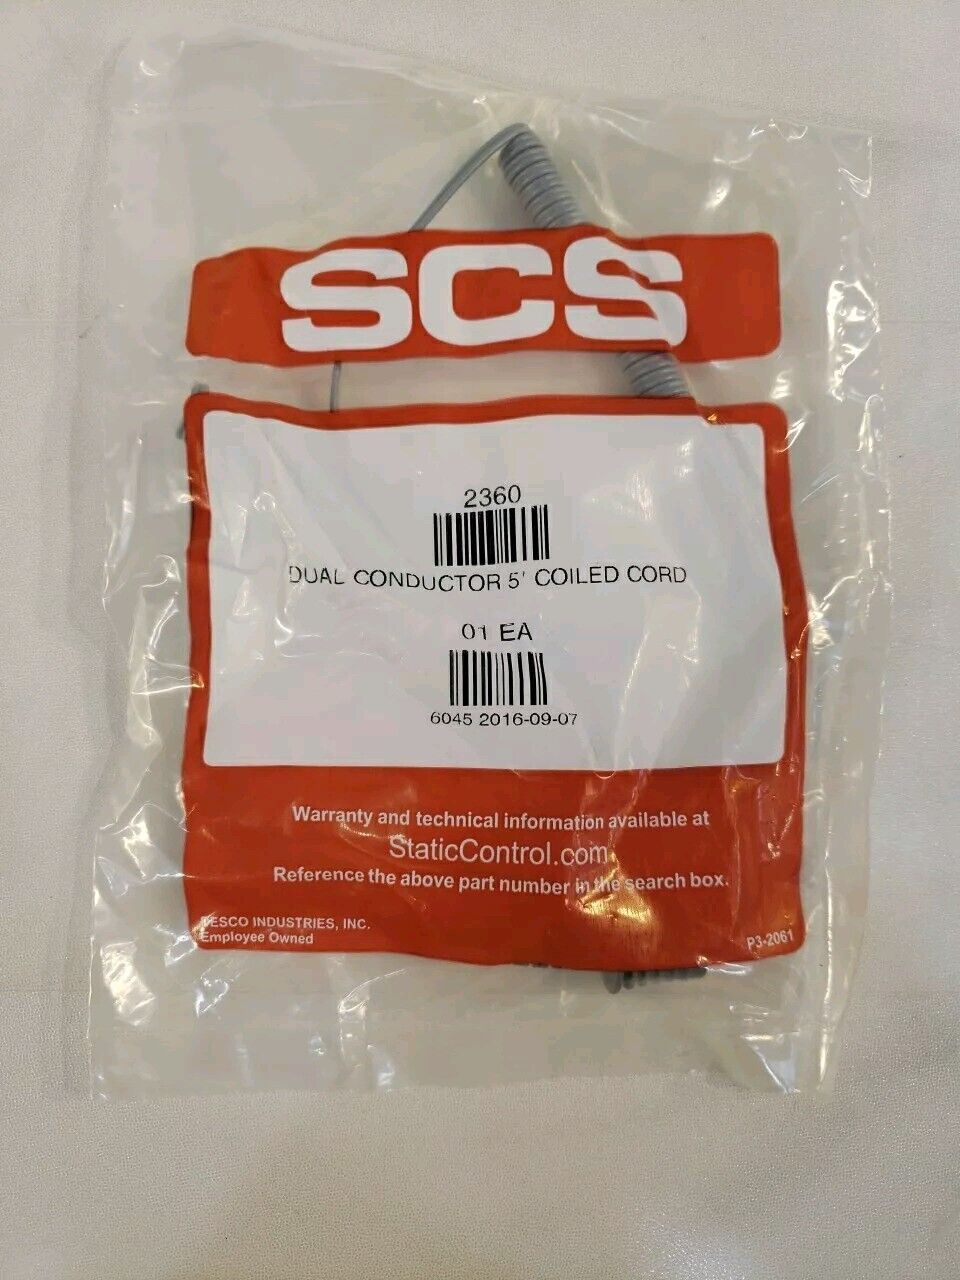 SCS
2360
DUAL CONDUCTOR 5' COILED CORD
01 EA
6045 2016-09-07
Warranty and technical information available at
StaticControl.com
Reference the above part number in the search box.
DESCO INDUSTRIES, INC.
Employee Owned
P3-2061